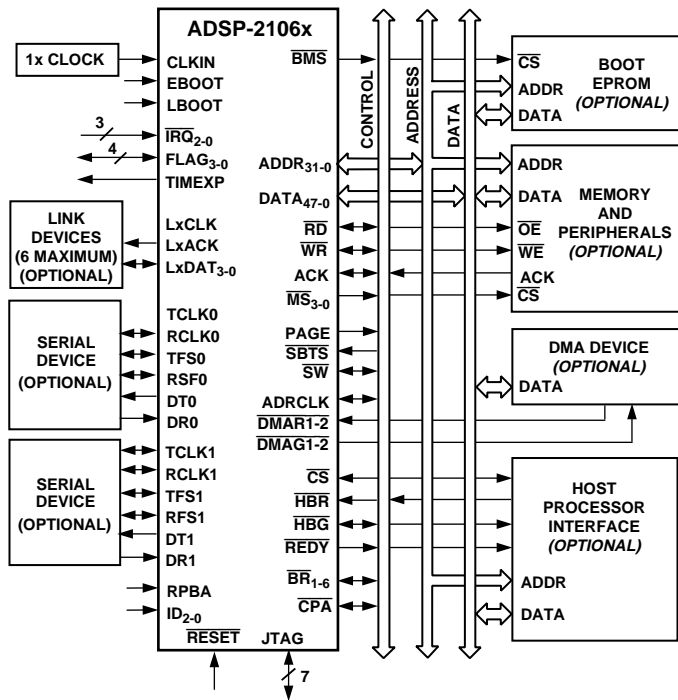 ADSP-2106x
1x CLOCK
CLKIN
EBOOT
LBOOT
3
IRQ2-0
4
FLAG3-0
TIMEXP
LINK
DEVICES
(6 MAXIMUM)
(OPTIONAL)
LxCLK
LxACK
LxDAT3-0
SERIAL
DEVICE
(OPTIONAL)
TCLK0
RCLK0
TFS0
RSF0
DT0
DR0
SERIAL
DEVICE
(OPTIONAL)
TCLK1
RCLK1
TFS1
RFS1
DT1
DR1
RPBA
ID2-0
RESET
JTAG
7
BMS
ADDR31-0
DATA47-0
RD
WR
ACK
MS3-0
PAGE
SBTS
SW
ADRCLK
DMAR1-2
DMAG1-2
CS
HBR
HBG
REDY
BR1-6
CPA
CONTROL
ADDRESS
DATA
CS
ADDR
DATA
BOOT
EPROM
(OPTIONAL)
ADDR
DATA
OE
WE
ACK
CS
MEMORY
AND
PERIPHERALS
(OPTIONAL)
DMA DEVICE
(OPTIONAL)
DATA
HOST
PROCESSOR
INTERFACE
(OPTIONAL)
ADDR
DATA